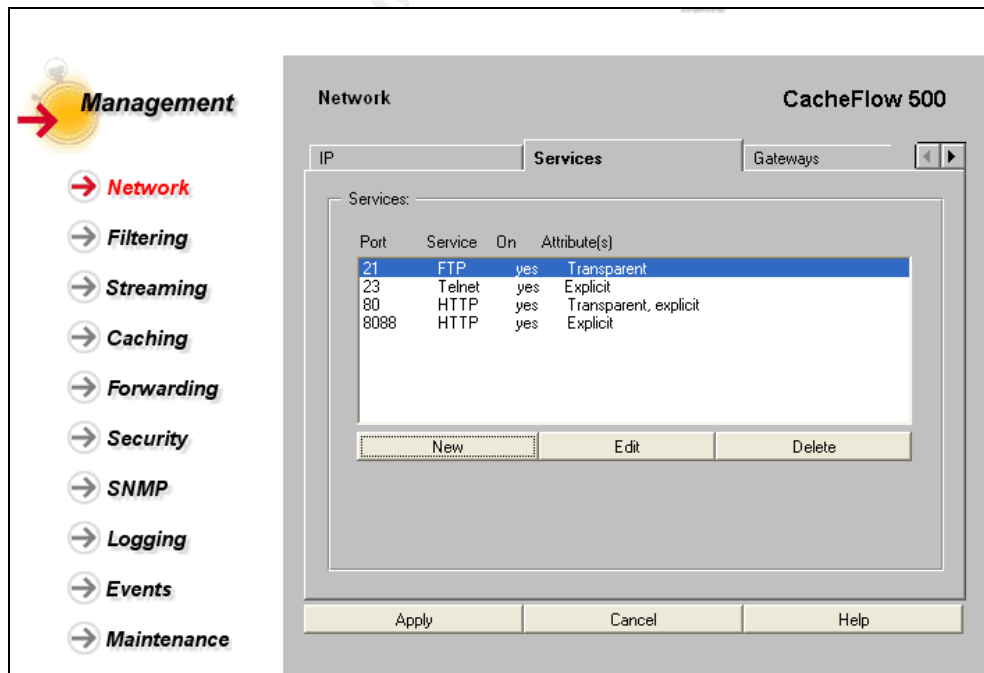 Management
Network
Filtering
Streaming
Caching
Forwarding
Security
SNMP
Logging
Events
Maintenance
Network CacheFlow 500
IP Services Gateways
Services:
Port Service On Attribute(s)
21 FTP yes Transparent
23 Telnet yes Explicit
80 HTTP yes Transparent, explicit
8088 HTTP yes Explicit
New Edit Delete
Apply Cancel Help